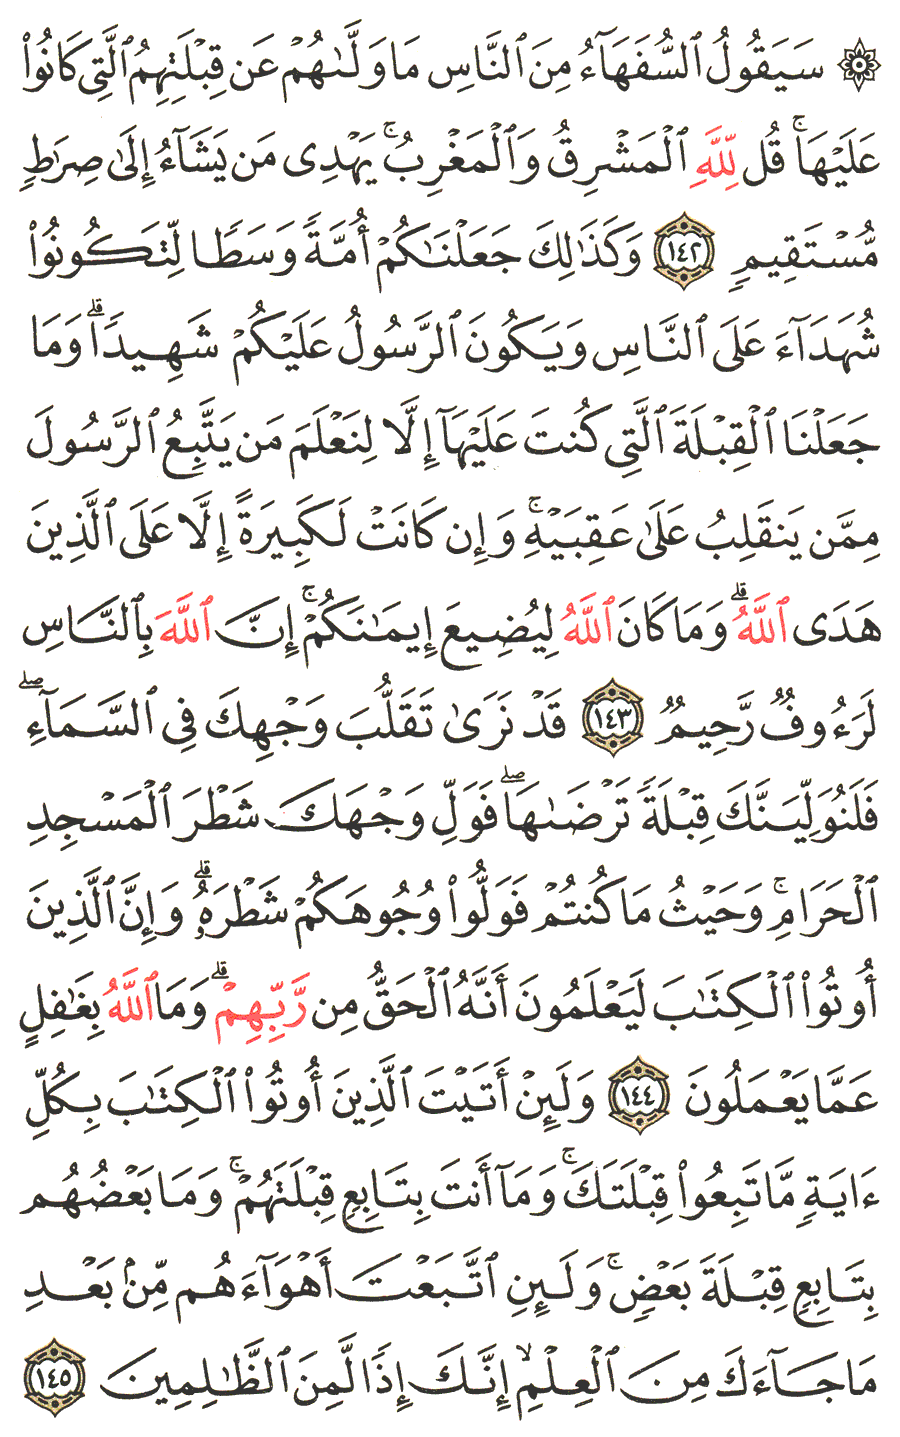 ۞ سَيَقُولُ ٱلسُّفَهَآءُ مِنَ ٱلنَّاسِ مَا وَلَّىٰهُمْ عَن قِبْلَتِهِمُ ٱلَّتِى كَانُوا۟
عَلَيْهَا ۚ قُل لِّلَّهِ ٱلْمَشْرِقُ وَٱلْمَغْرِبُ ۚ يَهْدِى مَن يَشَآءُ إِلَىٰ صِرَٰطٍ
مُّسْتَقِيمٍ ١٤٢ وَكَذَٰلِكَ جَعَلْنَـٰكُمْ أُمَّةً وَسَطًا لِّتَكُونُوا۟
شُهَدَآءَ عَلَى ٱلنَّاسِ وَيَكُونَ ٱلرَّسُولُ عَلَيْكُمْ شَهِيدًا ۗ وَمَا
جَعَلْنَا ٱلْقِبْلَةَ ٱلَّتِى كُنتَ عَلَيْهَآ إِلَّا لِنَعْلَمَ مَن يَتَّبِعُ ٱلرَّسُولَ
مِمَّن يَنقَلِبُ عَلَىٰ عَقِبَيْهِ ۚ وَإِن كَانَتْ لَكَبِيرَةً إِلَّا عَلَى ٱلَّذِينَ
هَدَى ٱللَّهُ ۗ وَمَا كَانَ ٱللَّهُ لِيُضِيعَ إِيمَـٰنَكُمْ ۚ إِنَّ ٱللَّهَ بِٱلنَّاسِ
لَرَءُوفٌ رَّحِيمٌ ١٤٣ قَدْ نَرَىٰ تَقَلُّبَ وَجْهِكَ فِى ٱلسَّمَآءِ ۖ
فَلَنُوَلِّيَنَّكَ قِبْلَةً تَرْضَىٰهَا ۖ فَوَلِّ وَجْهَكَ شَطْرَ ٱلْمَسْجِدِ
ٱلْحَرَامِ ۚ وَحَيْثُ مَا كُنتُمْ فَوَلُّوا۟ وُجُوهَكُمْ شَطْرَهُۥ ۗ وَإِنَّ ٱلَّذِينَ
أُوتُوا۟ ٱلْكِتَـٰبَ لَيَعْلَمُونَ أَنَّهُ ٱلْحَقُّ مِن رَّبِّهِمْ ۗ وَمَا ٱللَّهُ بِغَـٰفِلٍ
عَمَّا يَعْمَلُونَ ١٤٤ وَلَئِنْ أَتَيْتَ ٱلَّذِينَ أُوتُوا۟ ٱلْكِتَـٰبَ بِكُلِّ
ءَايَةٍ مَّا تَبِعُوا۟ قِبْلَتَكَ ۚ وَمَآ أَنتَ بِتَابِعٍ قِبْلَتَهُمْ ۚ وَمَا بَعْضُهُم
بِتَابِعٍ قِبْلَةَ بَعْضٍ ۚ وَلَئِنِ ٱتَّبَعْتَ أَهْوَآءَهُم مِّنۢ بَعْدِ
مَا جَآءَكَ مِنَ ٱلْعِلْمِ ۙ إِنَّكَ إِذًا لَّمِنَ ٱلظَّـٰلِمِينَ ١٤٥